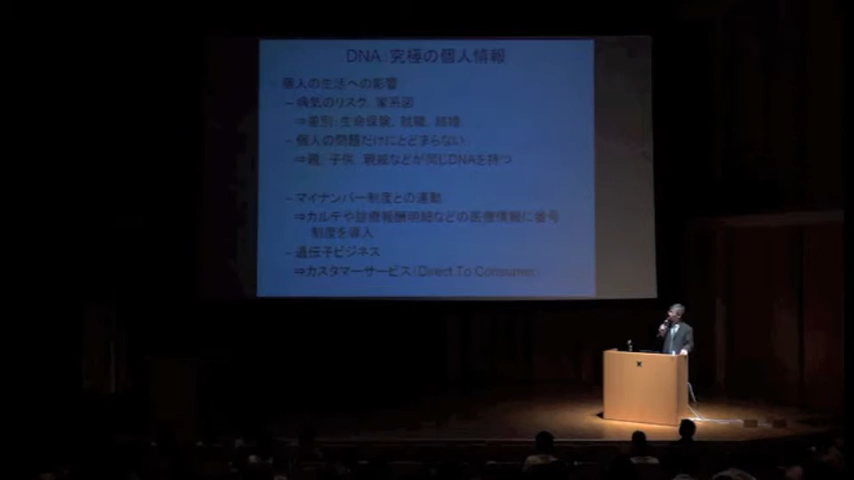 DNA:究極の個人情報
- 個人の生活への影響
- 病気のリスク、家系図
⇒差別:生命保険、就職、結婚
- 個人の問題だけにとどまらない
⇒親、子供、親戚などが同じDNAを持つ
- マイナンバー制度との連動
⇒カルテや診療報酬明細などの医療情報に番号
制度を導入
- 遺伝子ビジネス
⇒カスタマーサービス(Direct To Consumer)